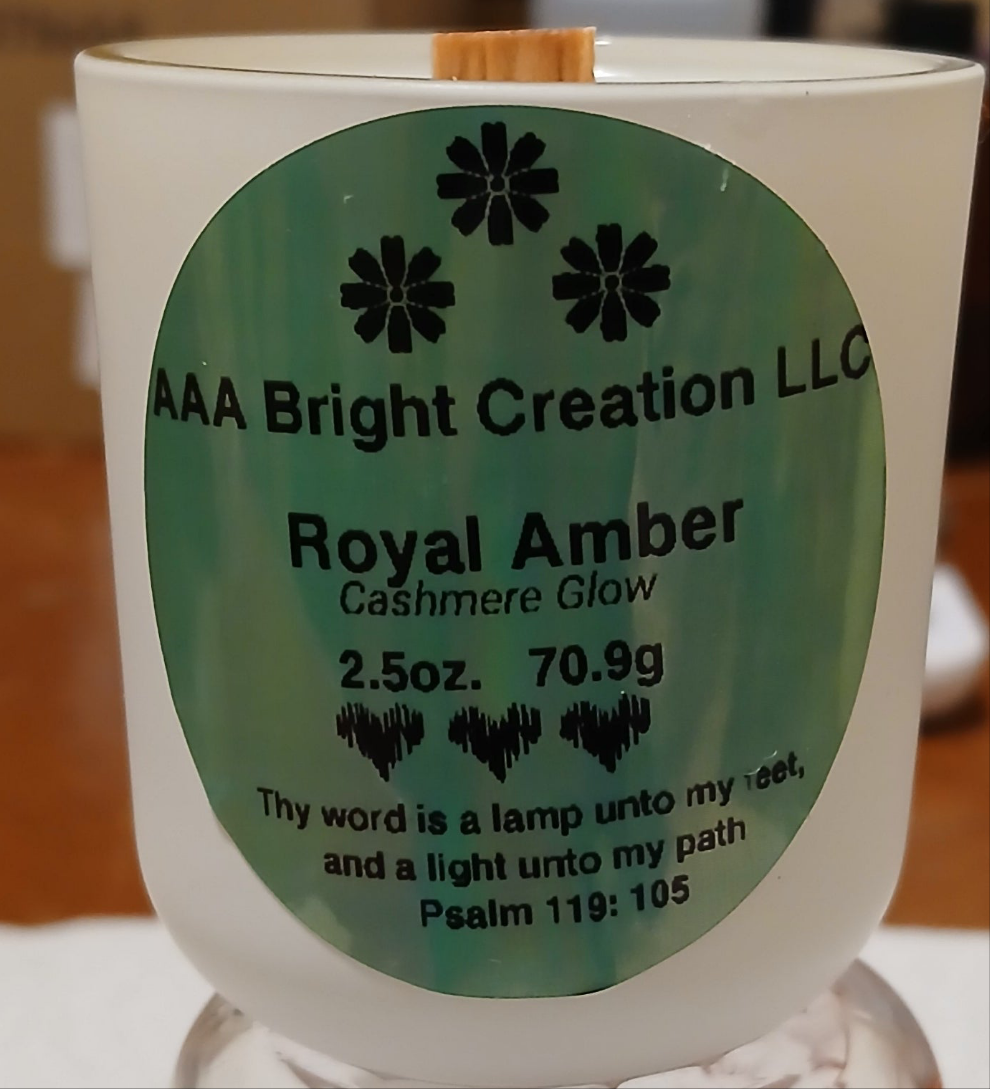 AAA Bright Creation LLC
Royal Amber
Cashmere Glow
2.5oz. 70.9g
Thy word is a lamp unto my feet,
and a light unto my path
Psalm 119: 105